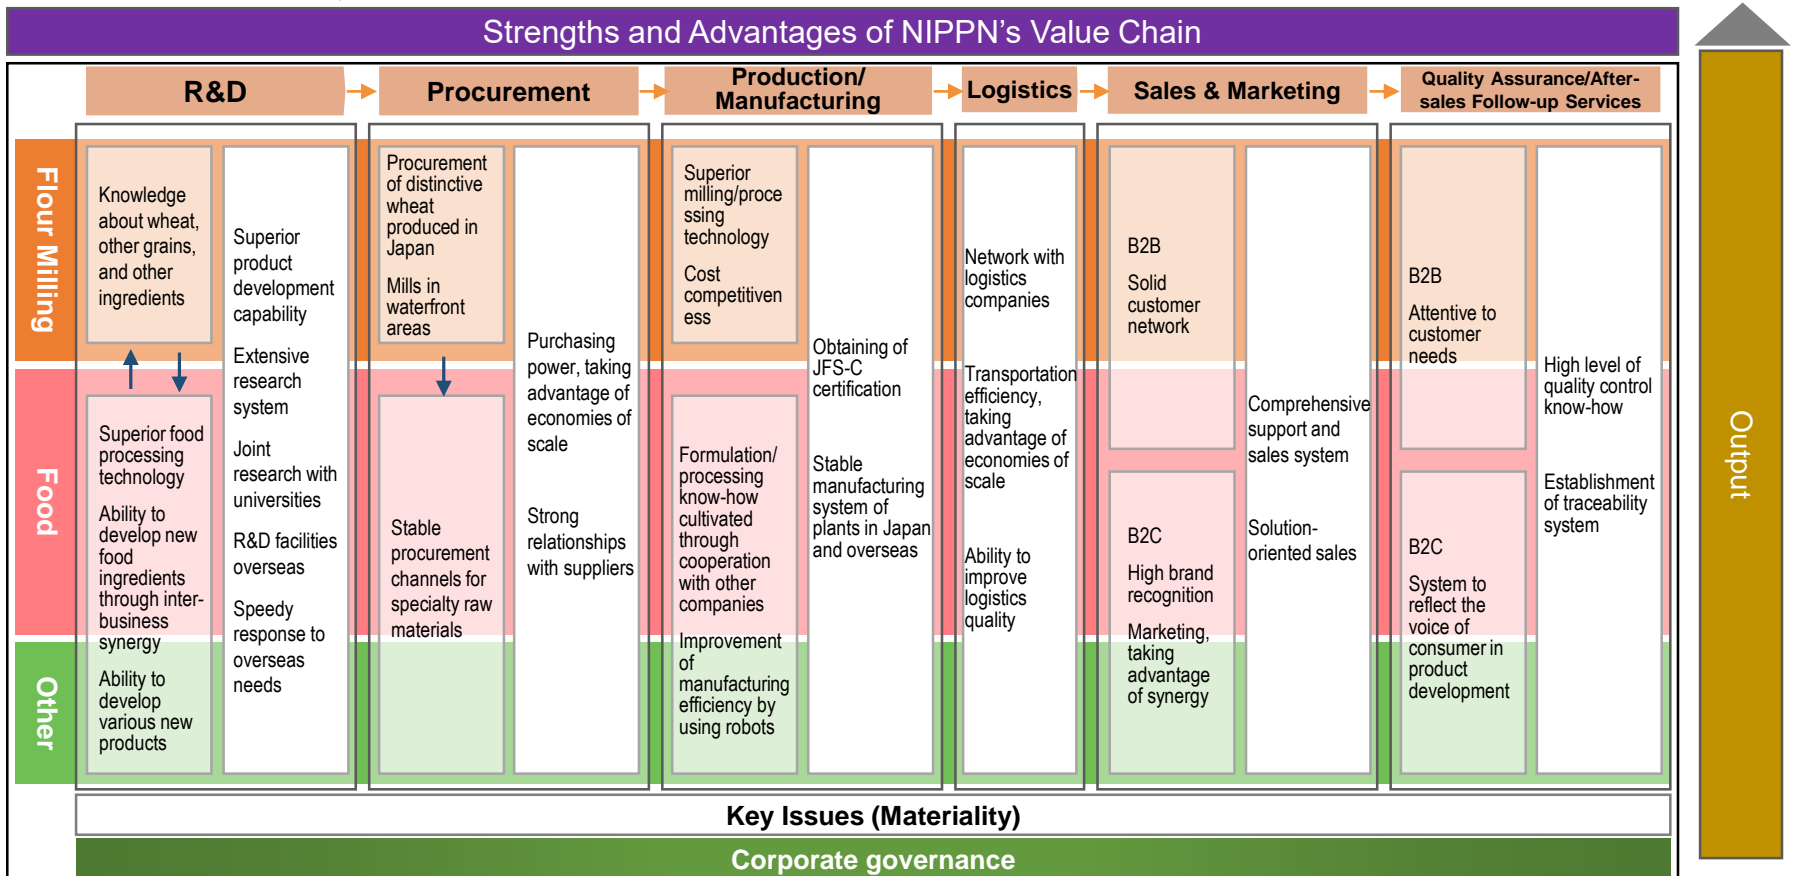 Strengths and Advantages of NIPPN's Value Chain
R&D
Procurement
Production/
Manufacturing
Logistics
Sales & Marketing
Quality Assurance/After-
sales Follow-up Services
Flour Milling
Food
Other
Knowledge
about wheat,
other grains,
and other
ingredients
Superior food
processing
technology
Ability to
develop new
food
ingredients
through inter-
business
synergy
Ability to
develop
various new
products
Superior
product
development
capability
Extensive
research
system
Joint
research with
universities
R&D facilities
overseas
Speedy
response to
overseas
needs
Procurement
of distinctive
wheat
produced in
Japan
Mills in
waterfront
areas
Stable
procurement
channels for
specialty raw
materials
Purchasing
power, taking
advantage of
economies of
scale
Strong
relationships
with suppliers
Superior
milling/proce
ssing
technology
Cost
competitiven
ess
Formulation/
processing
know-how
cultivated
through
cooperation
with other
companies
Improvement
of
manufacturing
efficiency by
using robots
Obtaining of
JFS-C
certification
Stable
manufacturing
system of
plants in Japan
and overseas
Network with
logistics
companies
Transportation
efficiency,
taking
advantage of
economies of
scale
Ability to
improve
logistics
quality
B2B
Solid
customer
network
B2C
High brand
recognition
Marketing,
taking
advantage
of synergy
Comprehensive
support and
sales system
Solution-
oriented sales
B2B
Attentive to
customer
needs
B2C
System to
reflect the
voice of
consumer in
product
development
High level of
quality control
know-how
Establishment
of traceability
system
Key Issues (Materiality)
Corporate governance
Output